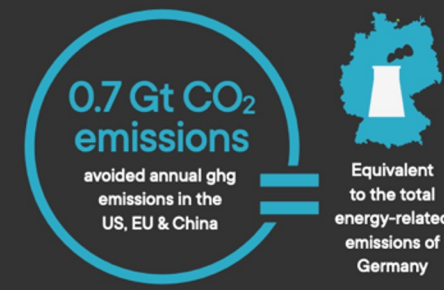 0.7 Gt CO₂
emissions
avoided annual ghg
emissions in the
US, EU & China
Equivalent
to the total
energy-related
emissions of
Germany